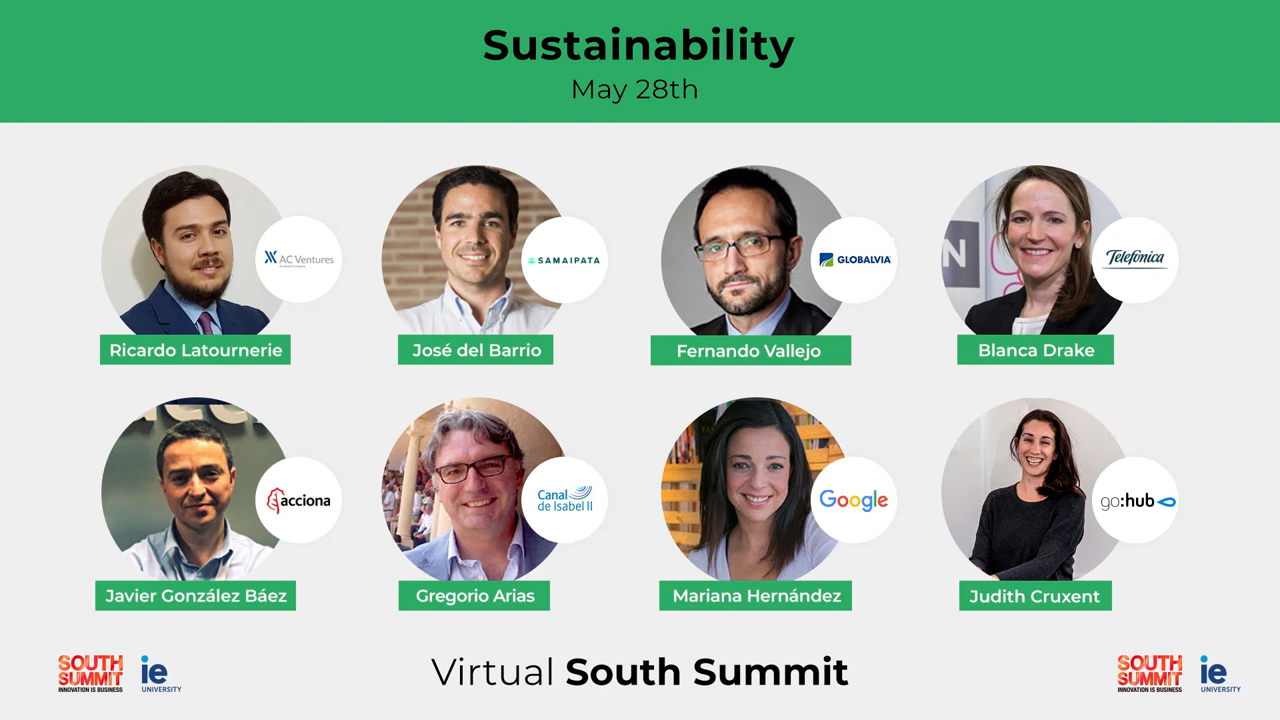 Sustainability
May 28th
AC Ventures
SAMAIPATA
GLOBALVIA
Telefónica
Ricardo Latournerie
José del Barrio
Fernando Vallejo
Blanca Drake
N
acciona
Canal
de Isabel II
Google
go:hub
Javier González Báez
Gregorio Arias
Mariana Hernández
Judith Cruxent
SOUTH
SUMMIT
INNOVATION IS BUSINESS
ie
UNIVERSITY
Virtual South Summit
SOUTH
SUMMIT
INNOVATION IS BUSINESS
ie
UNIVERSITY